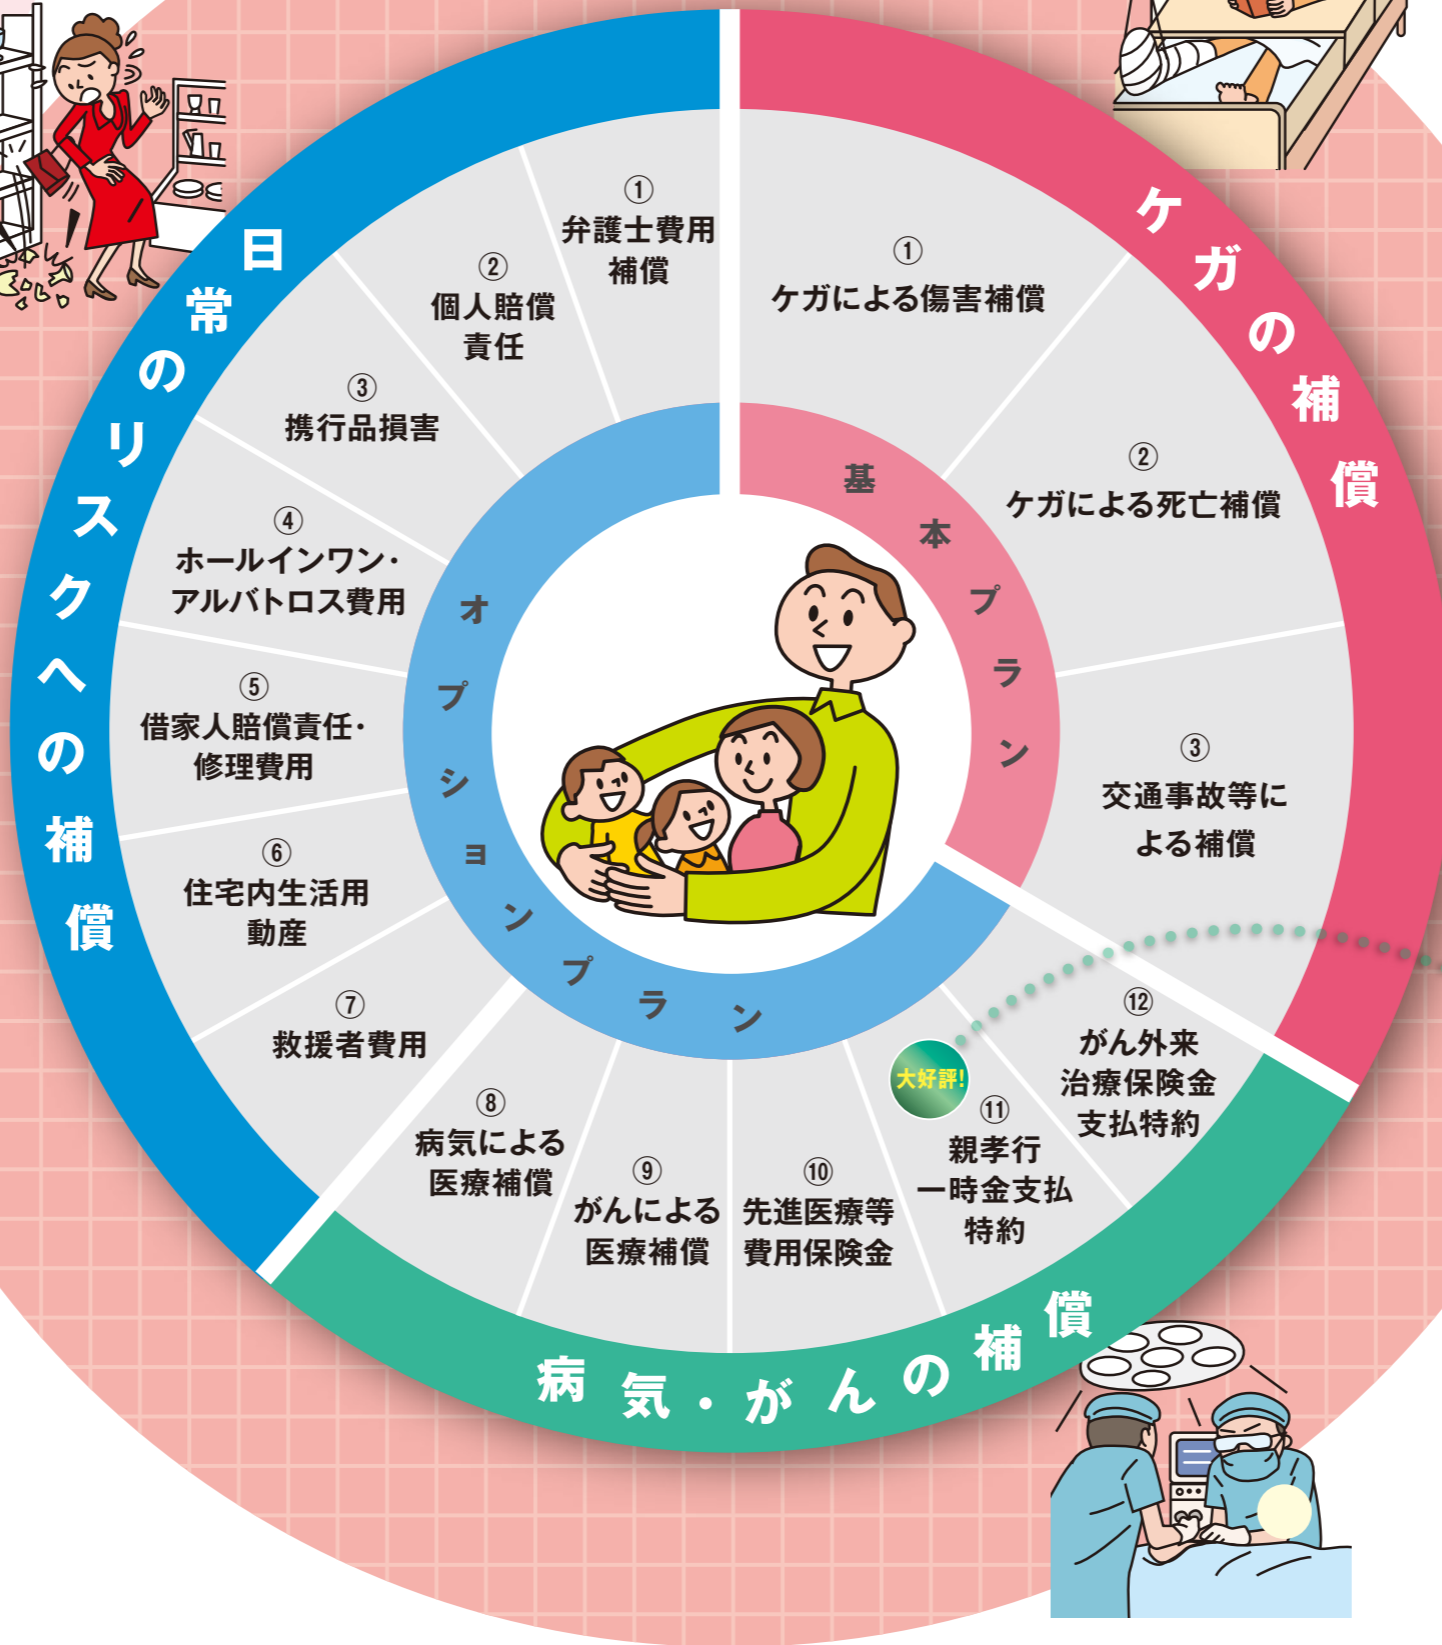 ケガの補償
基本プラン
①
ケガによる傷害補償
②
ケガによる死亡補償
③
交通事故等に
よる補償
日常のリスクへの補償
オプションプラン
①
弁護士費用
補償
②
個人賠償
責任
③
携行品損害
④
ホールインワン・
アルバトロス費用
⑤
借家人賠償責任・
修理費用
⑥
住宅内生活用
動産
⑦
救援者費用
病気・がんの補償
⑧
病気による
医療補償
⑨
がんによる
医療補償
⑩
先進医療等
費用保険金
大好評!
⑪
親孝行
一時金支払
特約
⑫
がん外来
治療保険金
支払特約